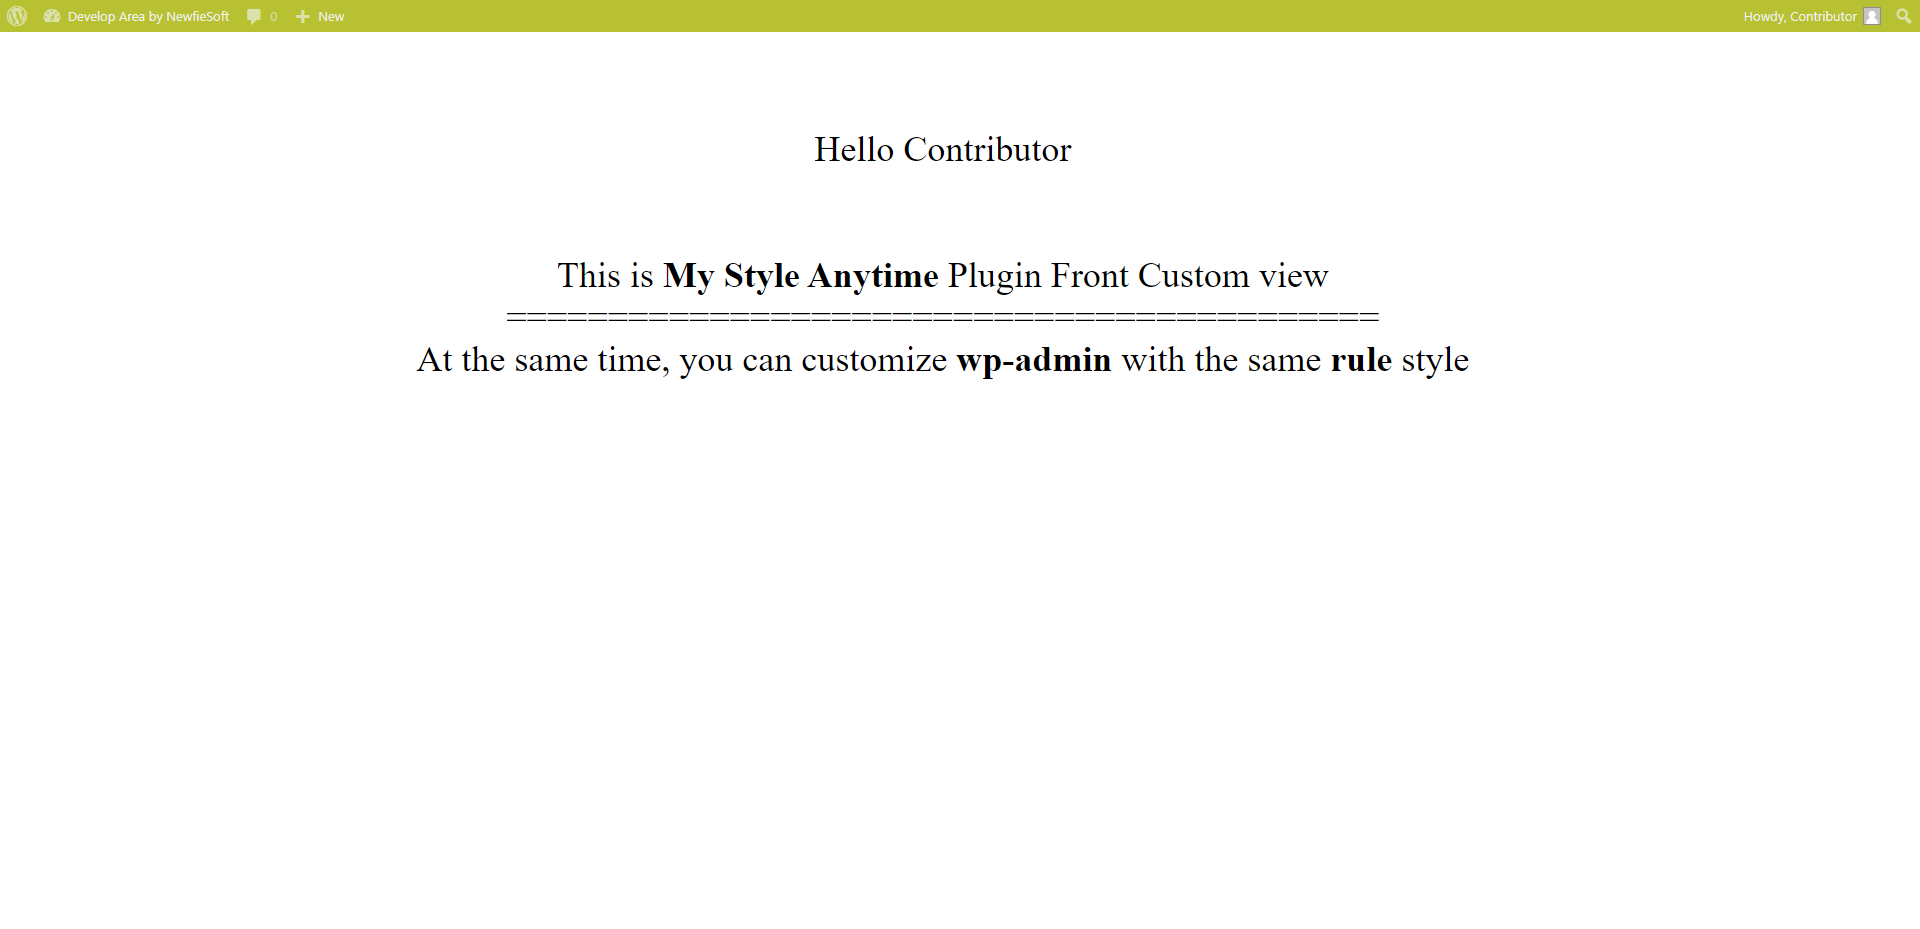 Develop Area by NewfieSoft 0 New Howdy, Contributor
Hello Contributor
This is My Style Anytime Plugin Front Custom view
===========================================
At the same time, you can customize wp-admin with the same rule style